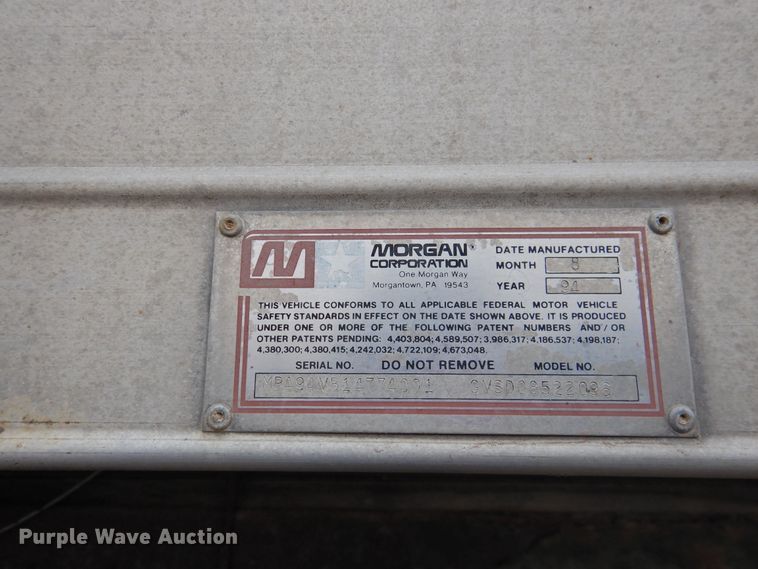 M
MORGAN®
CORPORATION
One Morgan Way
Morgantown, PA 19543
DATE MANUFACTURED
MONTH 8
YEAR 94
THIS VEHICLE CONFORMS TO ALL APPLICABLE FEDERAL MOTOR VEHICLE
SAFETY STANDARDS IN EFFECT ON THE DATE SHOWN ABOVE. IT IS PRODUCED
UNDER ONE OR MORE OF THE FOLLOWING PATENT NUMBERS AND/OR
OTHER PATENTS PENDING: 4,403,804; 4,589,507; 3,986,317; 4,186,537; 4,198,187;
4,380,300; 4,380,415; 4,242,032; 4,722,109; 4,673,048.
SERIAL NO. DO NOT REMOVE MODEL NO.
Purple Wave Auction